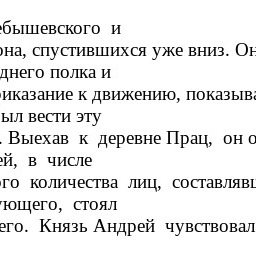 ебышевского и
она, спустившихся уже вниз. Он
днего полка и
риказание к движению, показыва
ыл вести эту
. Выехав к деревне Прац, он о
ей, в числе
ого количества лиц, составляв
ующего, стоял
его. Князь Андрей чувствовал